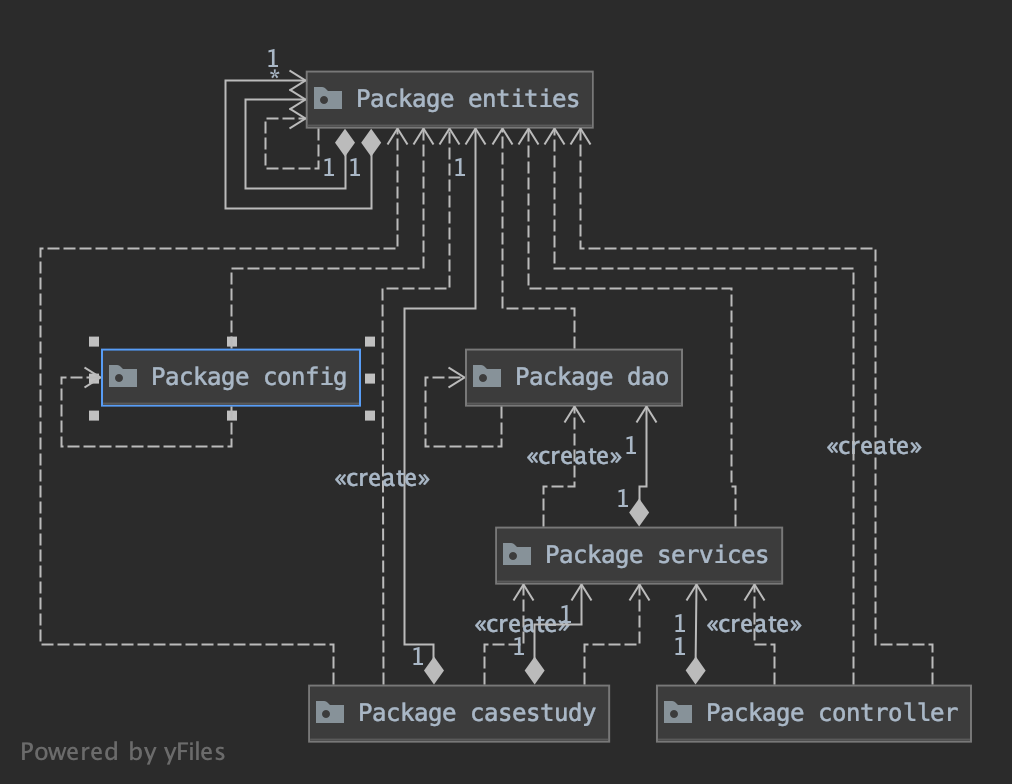 1
*
Package entities
1 1 1
Package config
Package dao
«create»
«create» 1
«create»
1
Package services
«create» 1 1 «create»
1 1 1
Package casestudy
Package controller
Powered by yFiles